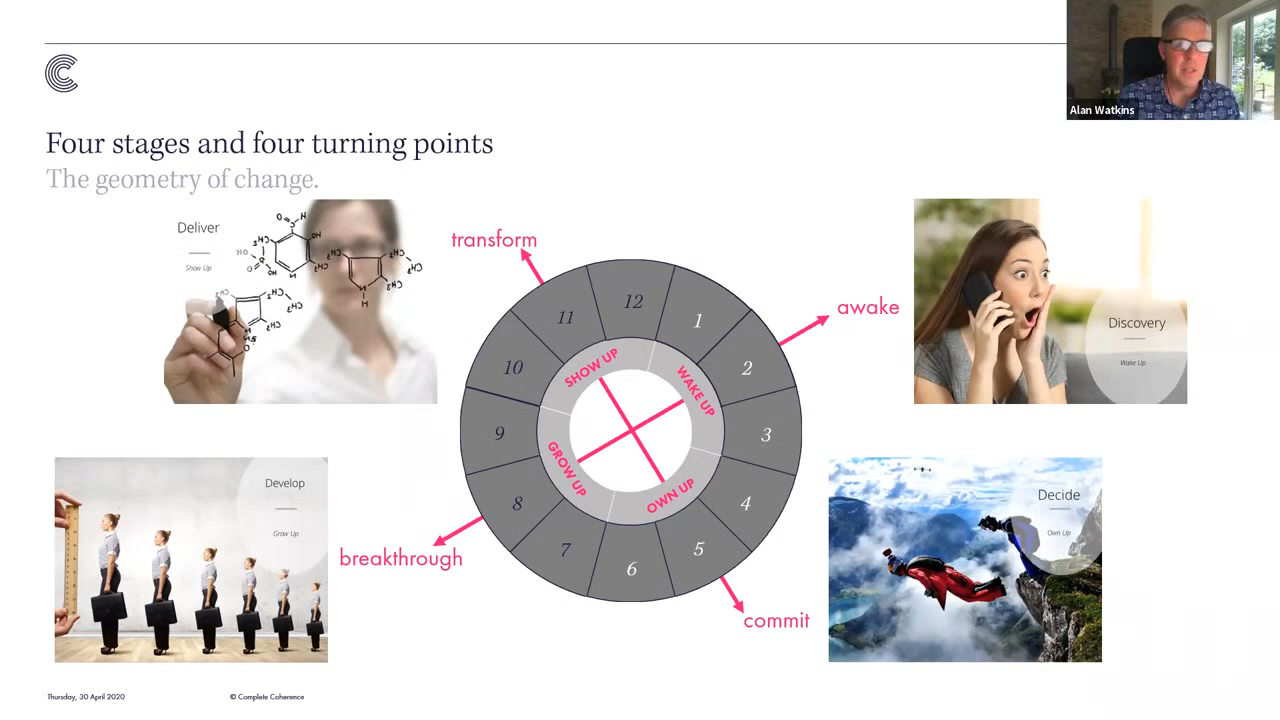 Alan Watkins
Four stages and four turning points
The geometry of change.
Deliver
Show Up
transform
awake
Discovery
Wake Up
12
1
2
3
4
5
6
7
8
9
10
11
SHOW UP
WAKE UP
OWN UP
GROW UP
Develop
Grow Up
Decide
Own Up
breakthrough
commit
Thursday, 30 April 2020
© Complete Coherence